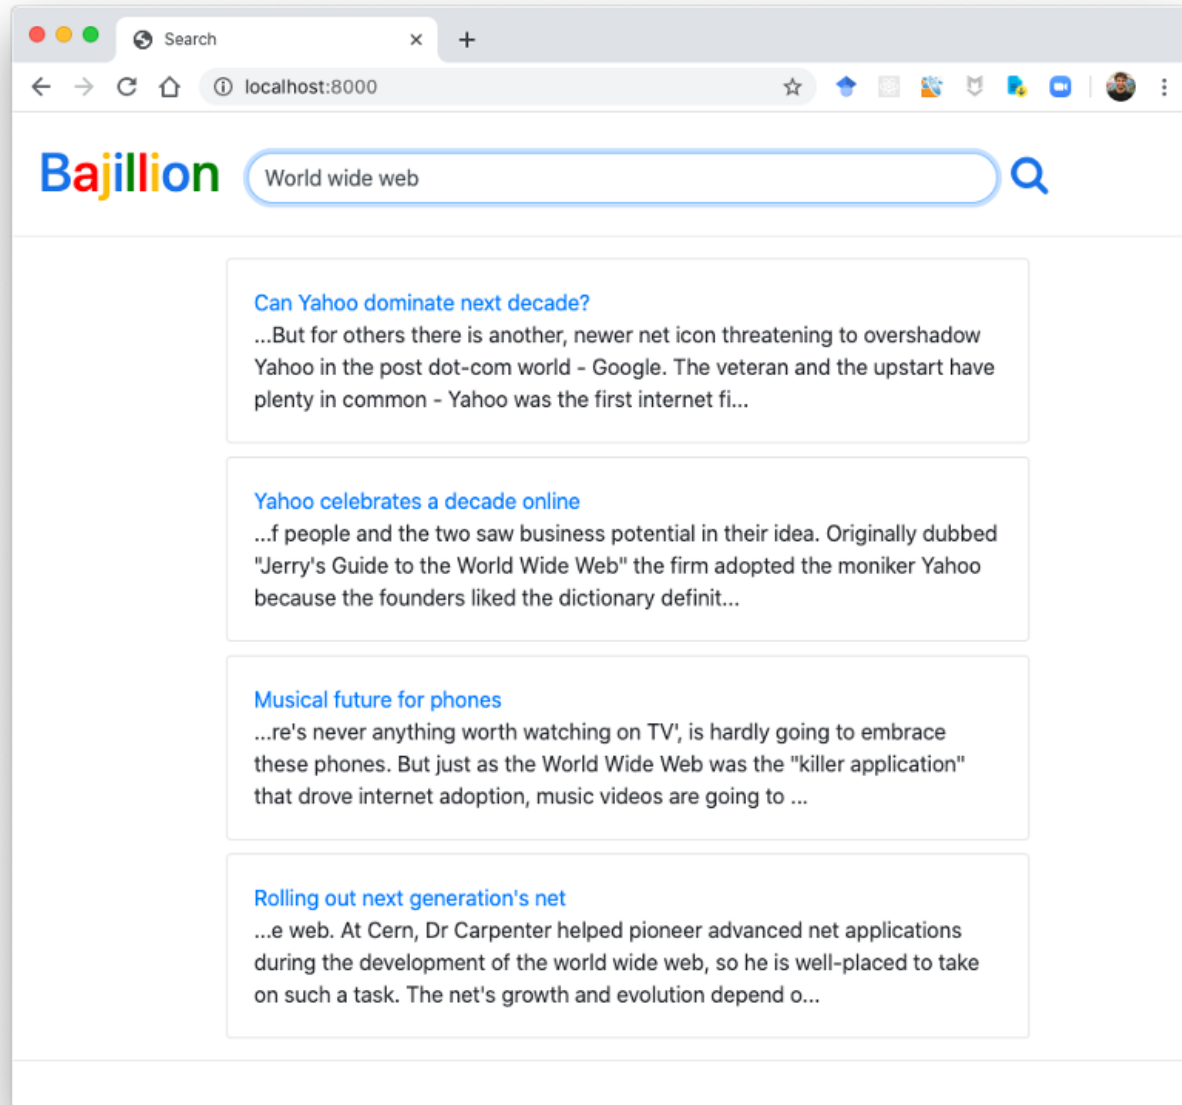 Search
localhost:8000
Bajillion
World wide web
Can Yahoo dominate next decade?
...But for others there is another, newer net icon threatening to overshadow
Yahoo in the post dot-com world - Google. The veteran and the upstart have
plenty in common - Yahoo was the first internet fi...
Yahoo celebrates a decade online
...f people and the two saw business potential in their idea. Originally dubbed
"Jerry's Guide to the World Wide Web" the firm adopted the moniker Yahoo
because the founders liked the dictionary definit...
Musical future for phones
...re's never anything worth watching on TV', is hardly going to embrace
these phones. But just as the World Wide Web was the "killer application"
that drove internet adoption, music videos are going to ...
Rolling out next generation's net
...e web. At Cern, Dr Carpenter helped pioneer advanced net applications
during the development of the world wide web, so he is well-placed to take
on such a task. The net's growth and evolution depend o...